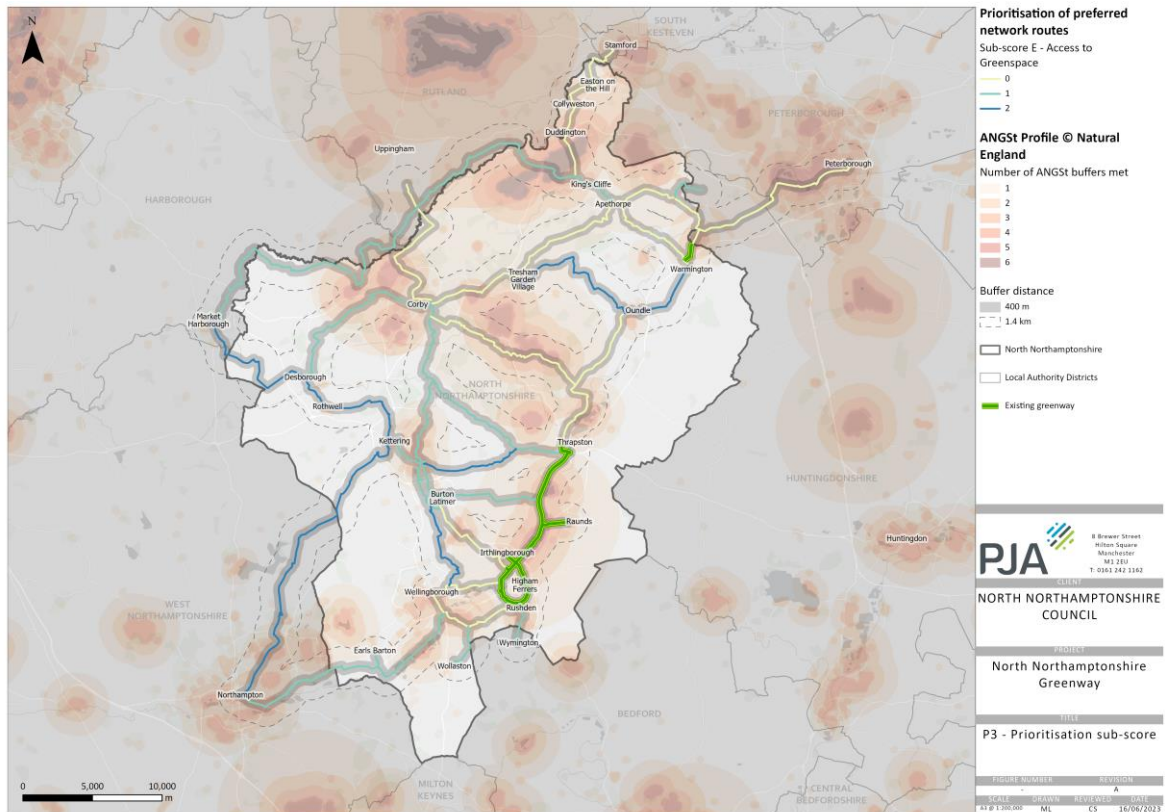 N
SOUTH
KESTEVEN
Stamford
Easton on
the Hill
RUTLAND
Collyweston
PETERBOROUGH
Duddington
Uppingham
Peterborough
King's Cliffe
HARBOROUGH
Apethorpe
Warmington
Tresham
Garden
Village
Corby
Oundle
Market
Harborough
Desborough
NORTH
NORTHAMPTONSHIRE
Rothwell
Kettering
Thrapston
HUNTINGDONSHIRE
Burton
Latimer
Raunds
Huntingdon
Irthlingborough
Higham
Ferrers
Wellingborough
Rushden
WEST
NORTHAMPTONSHIRE
Wymington
Earls Barton
Wollaston
Northampton
BEDFORD
MILTON
KEYNES
CENTRAL
BEDFORDSHIRE
0 5,000 10,000
m
Prioritisation of preferred
network routes
Sub-score E - Access to
Greenspace
0
1
2
ANGSt Profile © Natural
England
Number of ANGSt buffers met
1
2
3
4
5
6
Buffer distance
400 m
1.4 km
North Northamptonshire
Local Authority Districts
Existing greenway
PJA
8 Brewer Street
Hilton Square
Manchester
M1 2EU
T: 0161 242 1162
CLIENT
NORTH NORTHAMPTONSHIRE
COUNCIL
PROJECT
North Northamptonshire
Greenway
TITLE
P3 - Prioritisation sub-score
FIGURE NUMBER REVISION
- A
SCALE DRAWN REVIEWED DATE
A3 @ 1:200,000 ML CS 16/06/2023